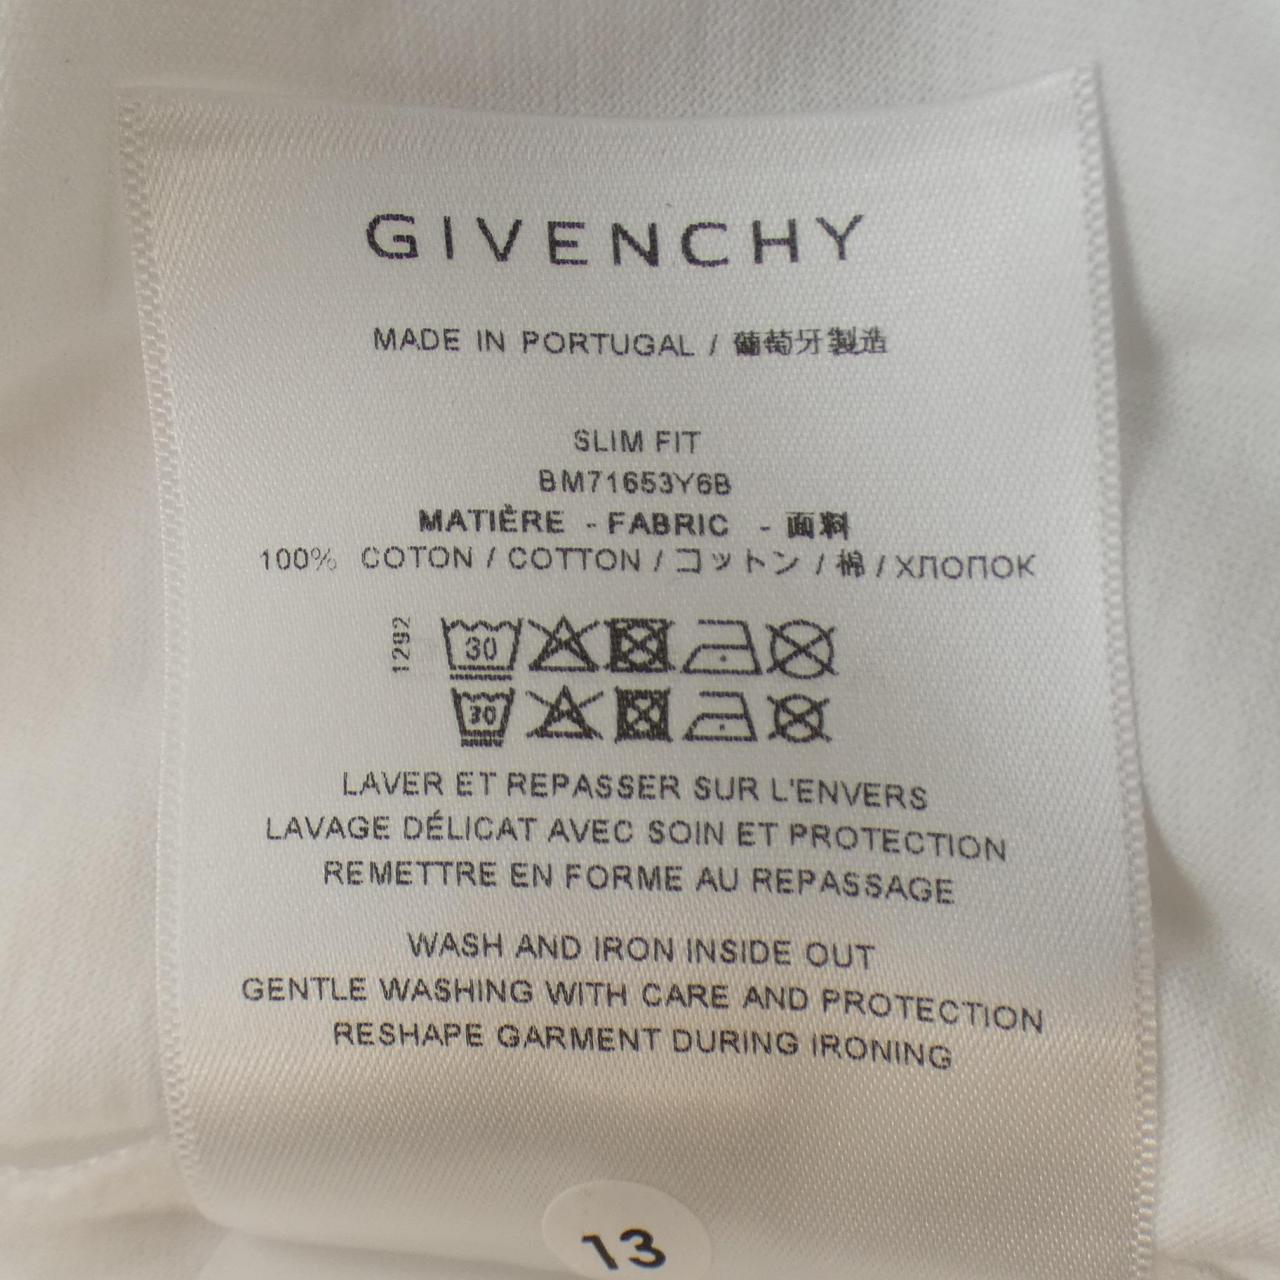 GIVENCHY
MADE IN PORTUGAL / 葡萄牙製造
SLIM FIT
BM71653Y6B
MATIÈRE - FABRIC - 面料
100% COTON / COTTON / コットン / 棉 / ХЛОПОК
1292
30
30
LAVER ET REPASSER SUR L'ENVERS
LAVAGE DÉLICAT AVEC SOIN ET PROTECTION
REMETTRE EN FORME AU REPASSAGE
WASH AND IRON INSIDE OUT
GENTLE WASHING WITH CARE AND PROTECTION
RESHAPE GARMENT DURING IRONING
13